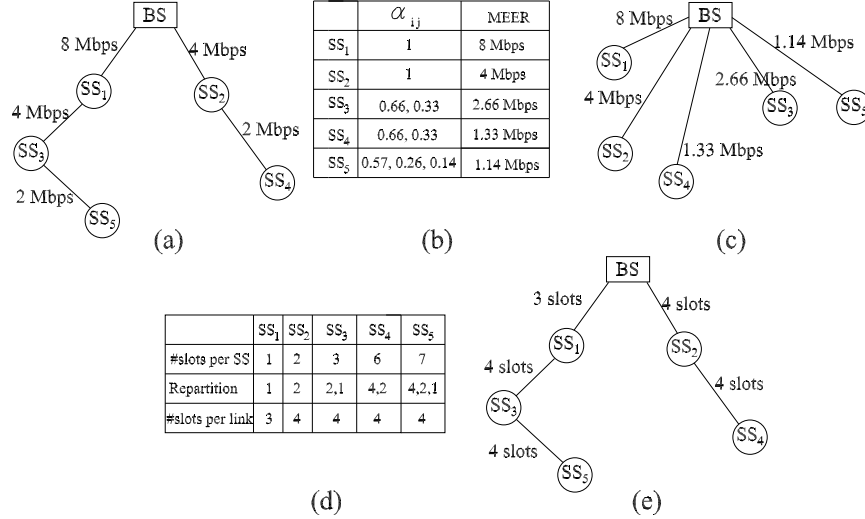 BS
8 Mbps
4 Mbps
SS1
SS2
4 Mbps
2 Mbps
SS3
SS4
2 Mbps
SS5
(a)
α ij MEER
SS1 1 8 Mbps
SS2 1 4 Mbps
SS3 0.66, 0.33 2.66 Mbps
SS4 0.66, 0.33 1.33 Mbps
SS5 0.57, 0.26, 0.14 1.14 Mbps
(b)
BS
8 Mbps
1.14 Mbps
SS1
4 Mbps
2.66 Mbps
SS3
SS5
1.33 Mbps
SS2
SS4
(c)
SS1 SS2 SS3 SS4 SS5
#slots per SS 1 2 3 6 7
Repartition 1 2 2,1 4,2 4,2,1
#slots per link 3 4 4 4 4
(d)
BS
3 slots
4 slots
SS1
SS2
4 slots
4 slots
SS3
SS4
4 slots
SS5
(e)